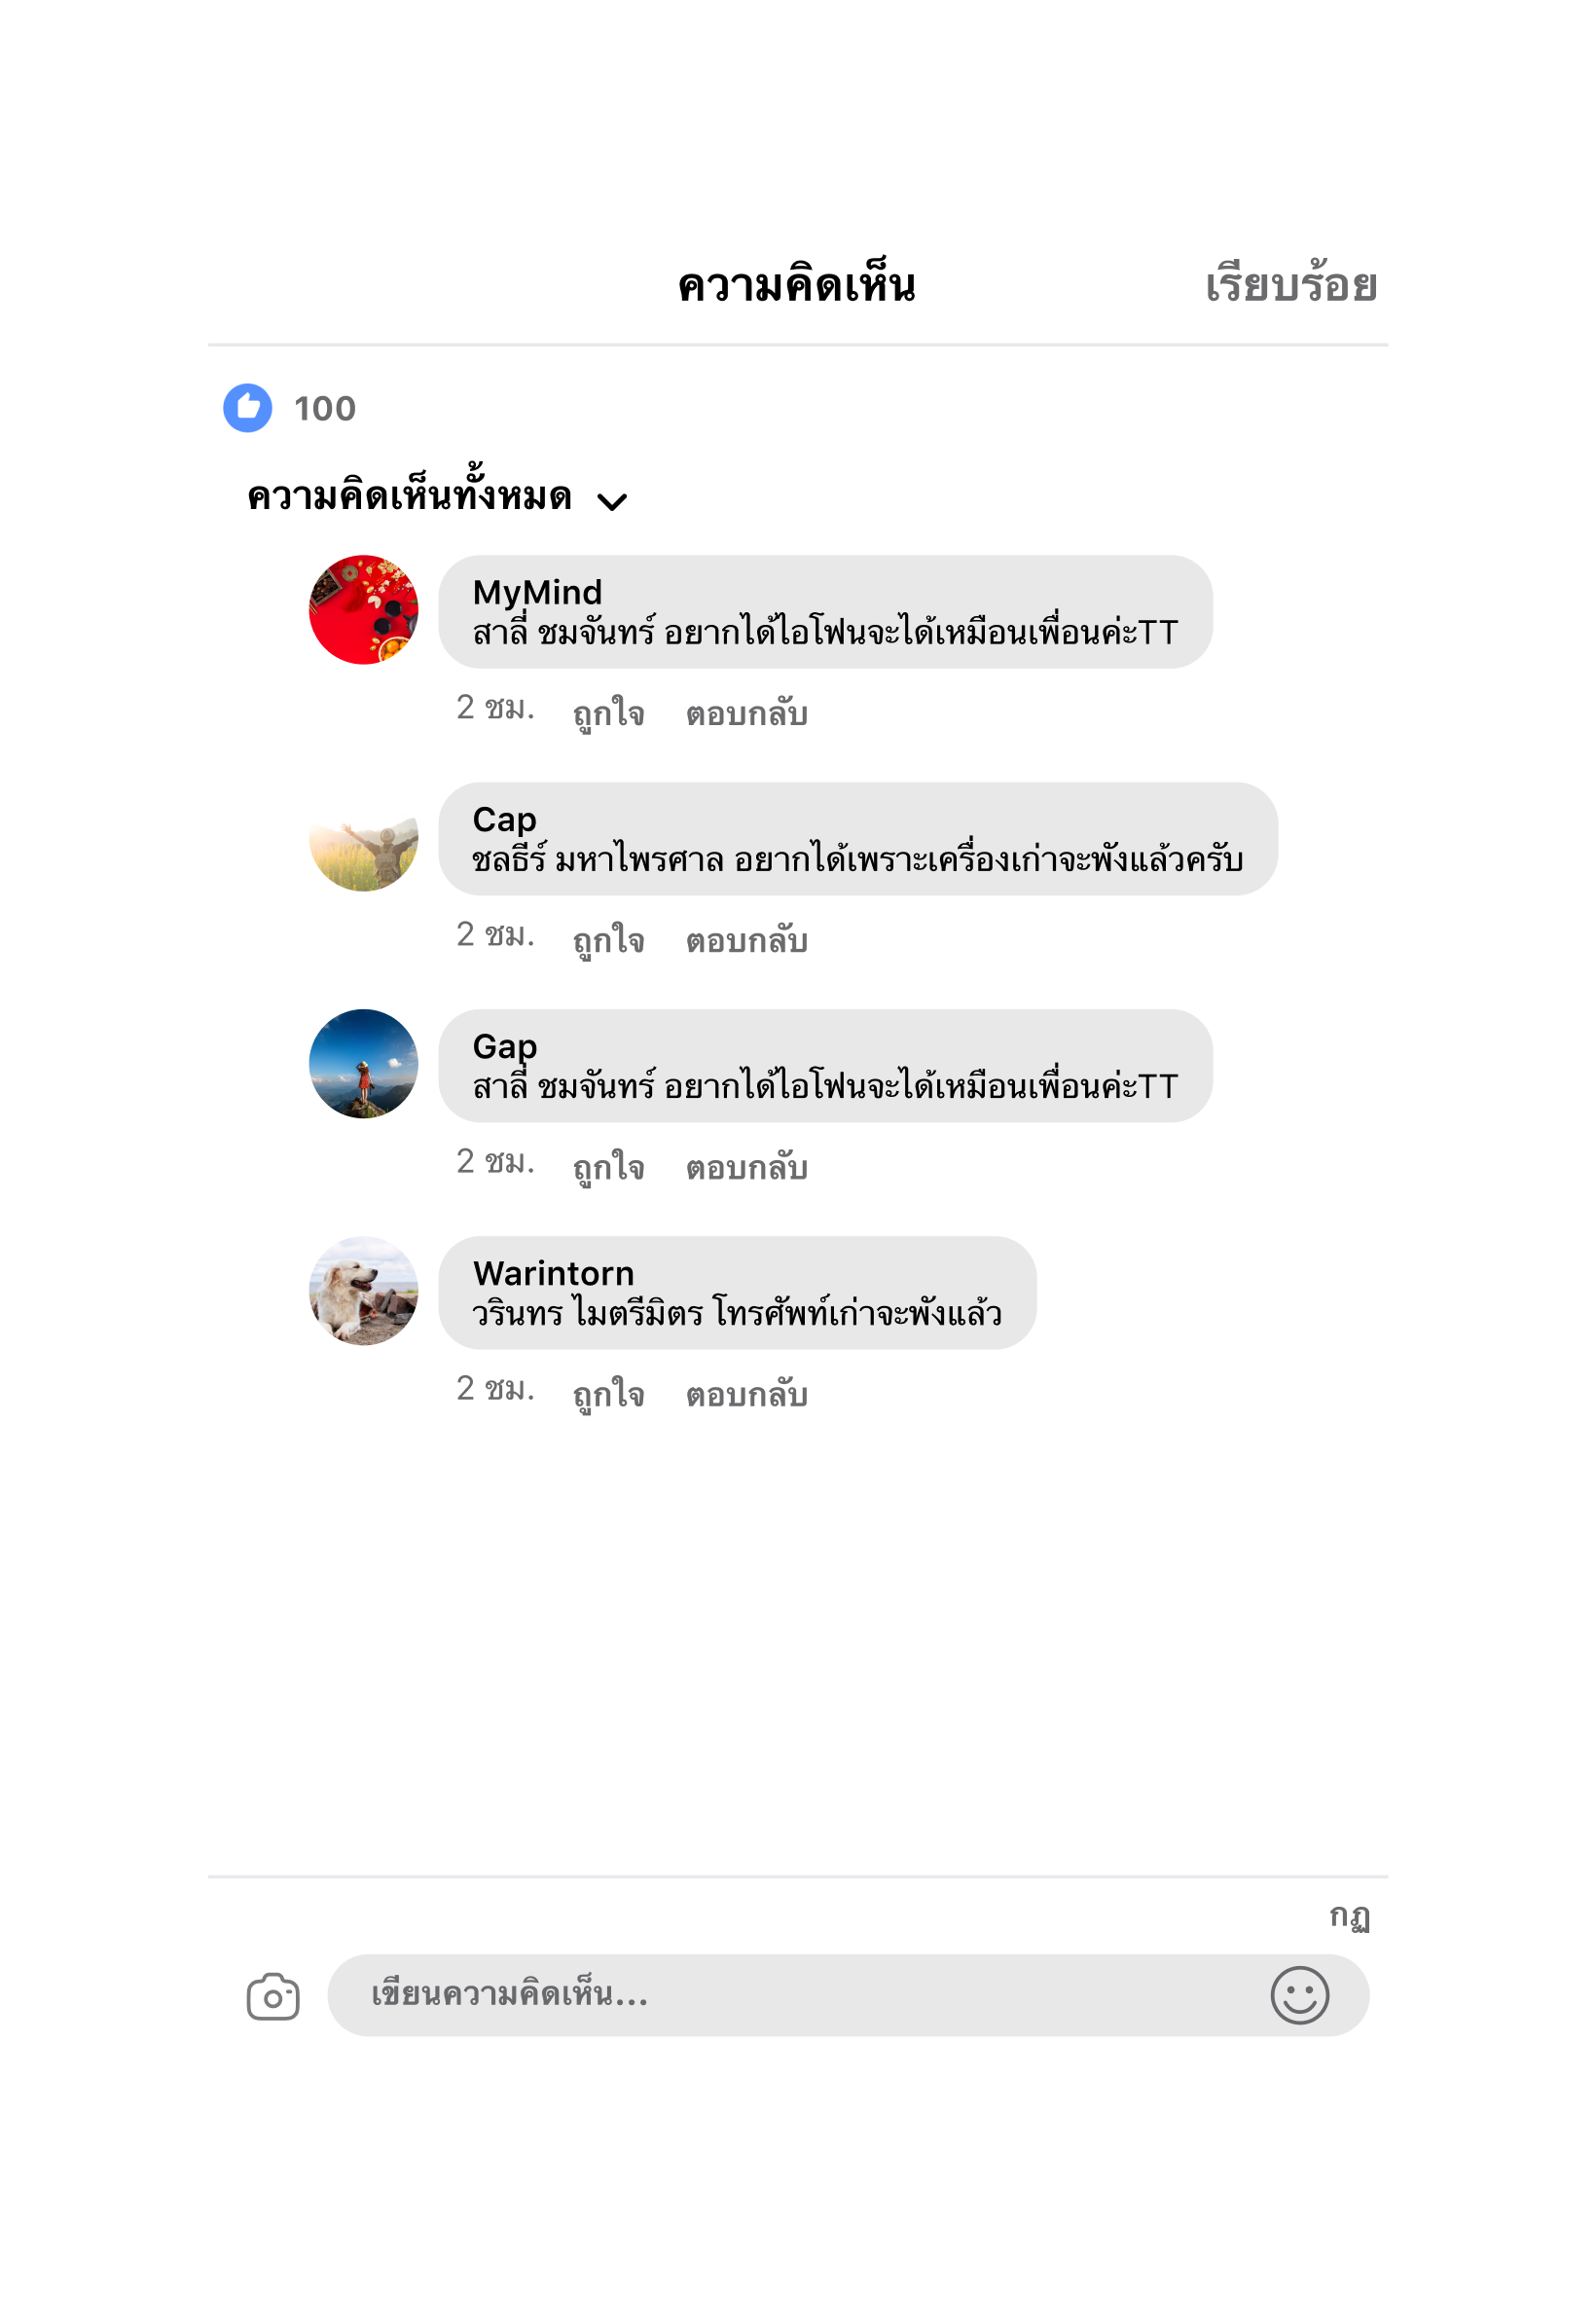 ความคิดเห็น เรียบร้อย
100
ความคิดเห็นทั้งหมด
MyMind
สาลี่ ชมจันทร์ อยากได้ไอโฟนจะได้เหมือนเพื่อนค่ะTT
2 ชม. ถูกใจ ตอบกลับ
Cap
ชลธีร์ มหาไพรศาล อยากได้เพราะเครื่องเก่าจะพังแล้วครับ
2 ชม. ถูกใจ ตอบกลับ
Gap
สาลี่ ชมจันทร์ อยากได้ไอโฟนจะได้เหมือนเพื่อนค่ะTT
2 ชม. ถูกใจ ตอบกลับ
Warintorn
วรินทร ไมตรีมิตร โทรศัพท์เก่าจะพังแล้ว
2 ชม. ถูกใจ ตอบกลับ
กฏ
เขียนความคิดเห็น...